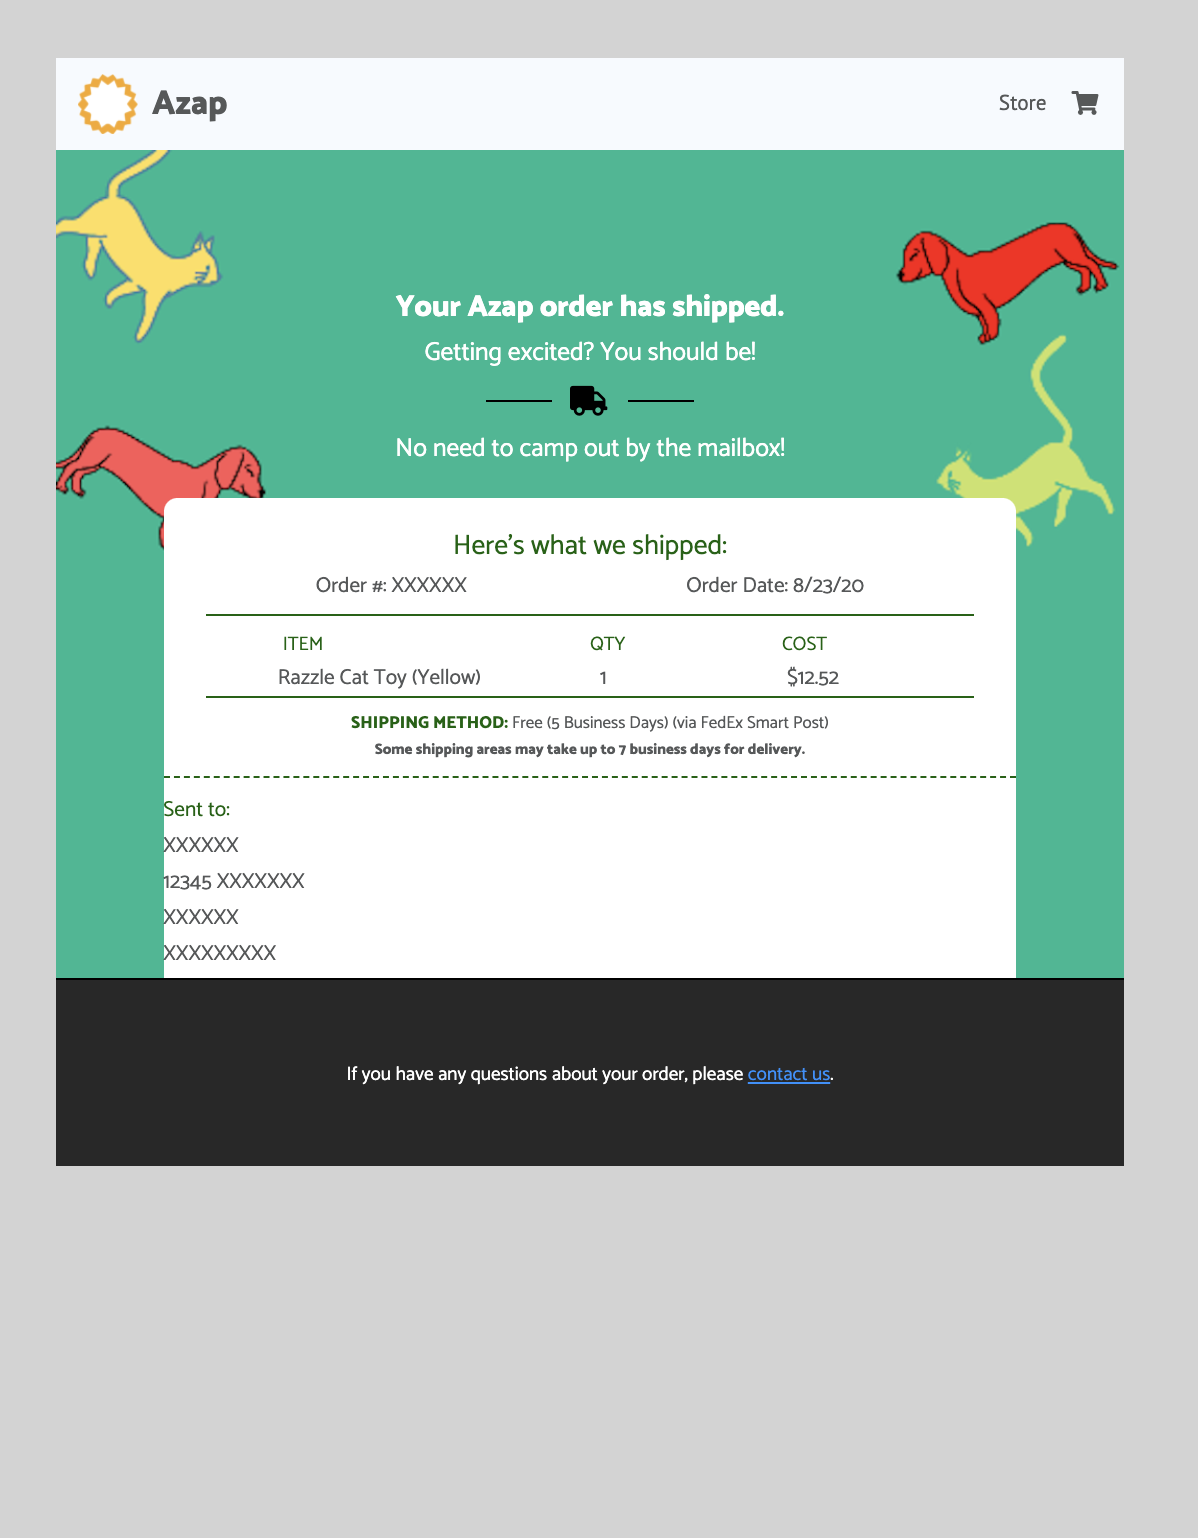 Azap
Store
Your Azap order has shipped.
Getting excited? You should be!
No need to camp out by the mailbox!
Here's what we shipped:
Order #: XXXXXX Order Date: 8/23/20
ITEM QTY COST
Razzle Cat Toy (Yellow) 1 $12.52
SHIPPING METHOD: Free (5 Business Days) (via FedEx Smart Post)
Some shipping areas may take up to 7 business days for delivery.
Sent to:
XXXXXX
12345 XXXXXXX
XXXXXX
XXXXXXXXX
If you have any questions about your order, please contact us.